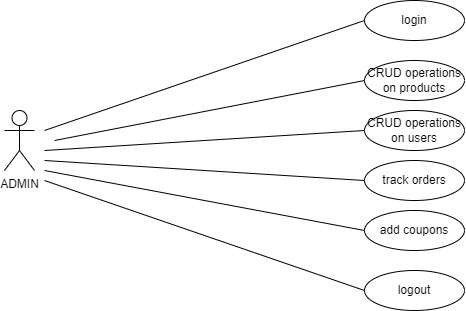 login
CRUD operations
on products
CRUD operations
on users
ADMIN
track orders
add coupons
logout